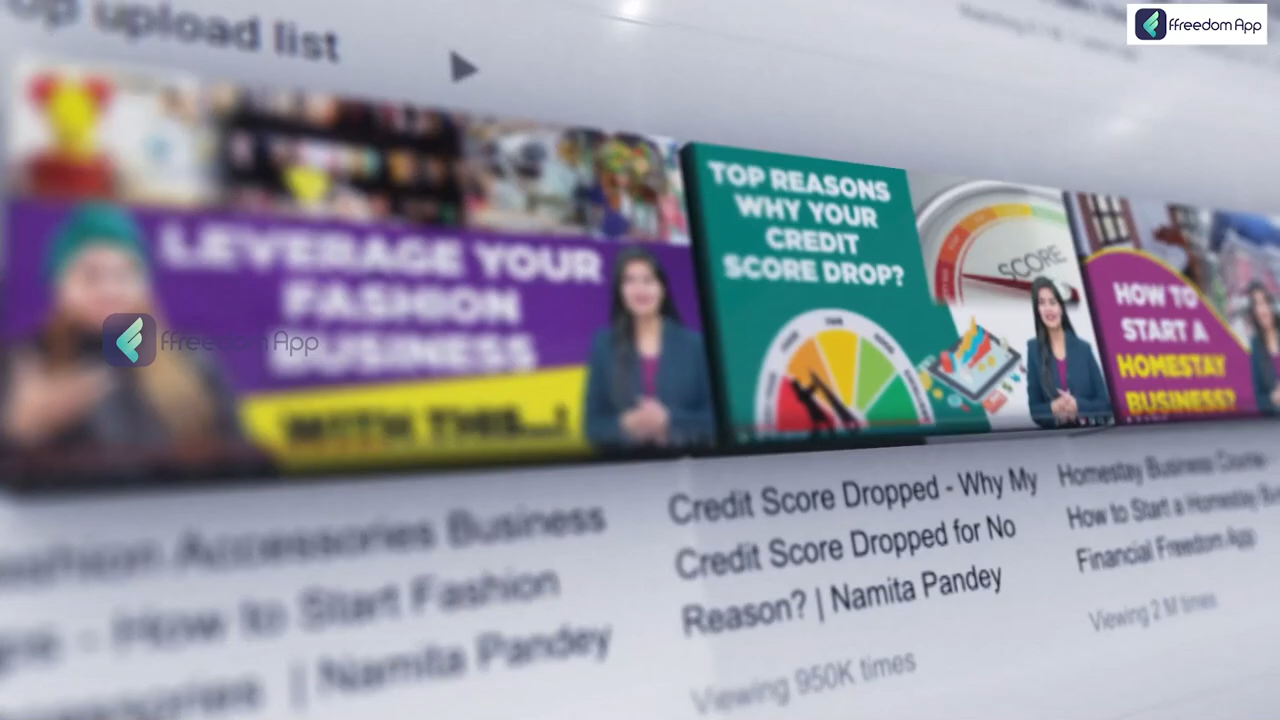 ffreedom App
op upload list
LEVERAGE YOUR
FASHION
BUSINESS
WITH THIS...!
ffreedom App
TOP REASONS
WHY YOUR
CREDIT
SCORE DROP?
SCORE
HOW TO
START A
HOMESTAY
BUSINESS?
Accessories Business
- How to Start Fashion
| Namita Pandey
Credit Score Dropped - Why My
Credit Score Dropped for No
Reason? | Namita Pandey
Viewing 950K times
Homestay Business Course -
How to Start a Homestay
Financial Freedom App
Viewing 2 M times